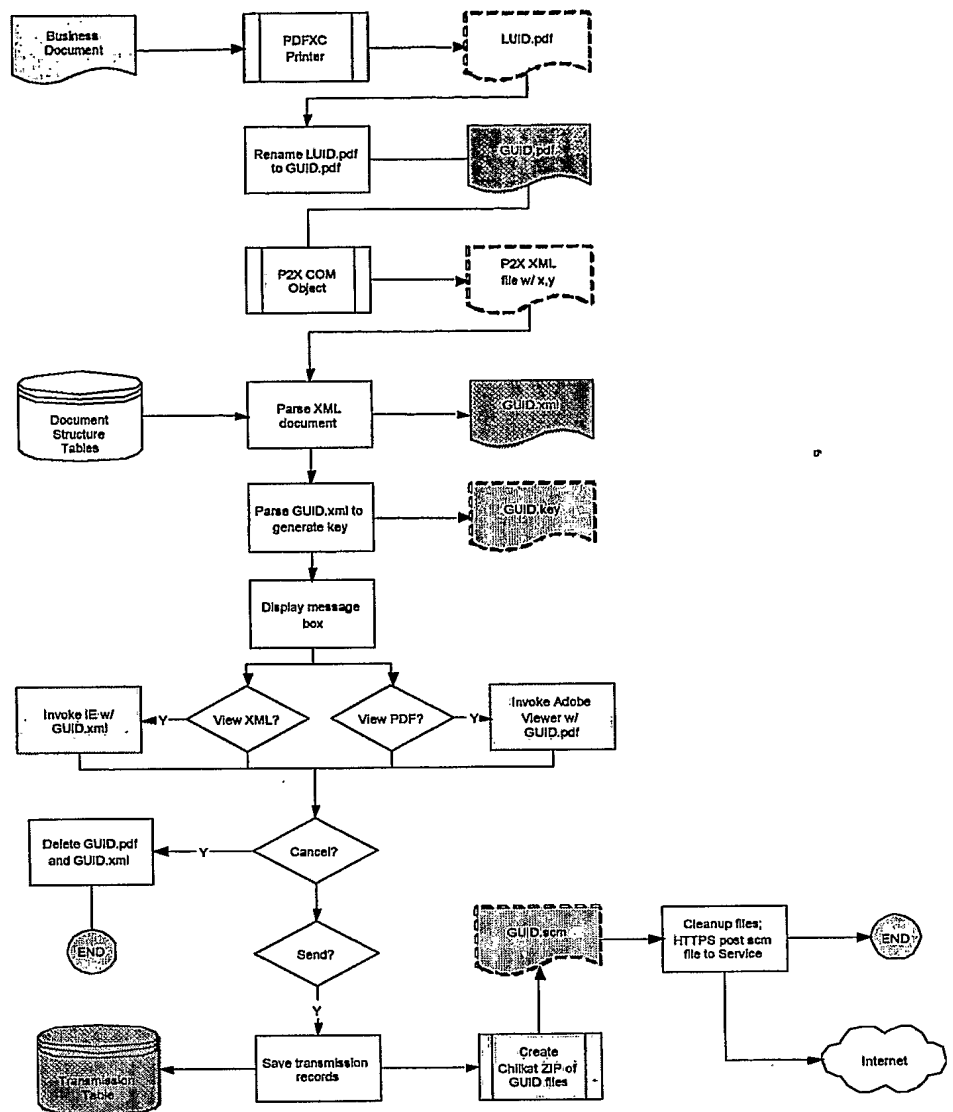 Business
Document
PDFXC
Printer
LUID.pdf
Rename LUID.pdf
to GUID.pdf
GUID.pdf
P2X COM
Object
P2X XML
file w/ x,y
Document
Structure
Tables
Parse XML
document
GUID.xml
Parse GUID.xml to
generate key
GUID.key
Display message
box
Invoke IE w/
GUID.xml
Y
View XML?
View PDF?
Y
Invoke Adobe
Viewer w/
GUID.pdf
Delete GUID.pdf
and GUID.xml
Y
Cancel?
END
Send?
GUID.scm
Cleanup files;
HTTPS post scm
file to Service
END
Y
Transmission
Table
Save transmission
records
Create
Chilkat ZIP of
GUID.files
Internet